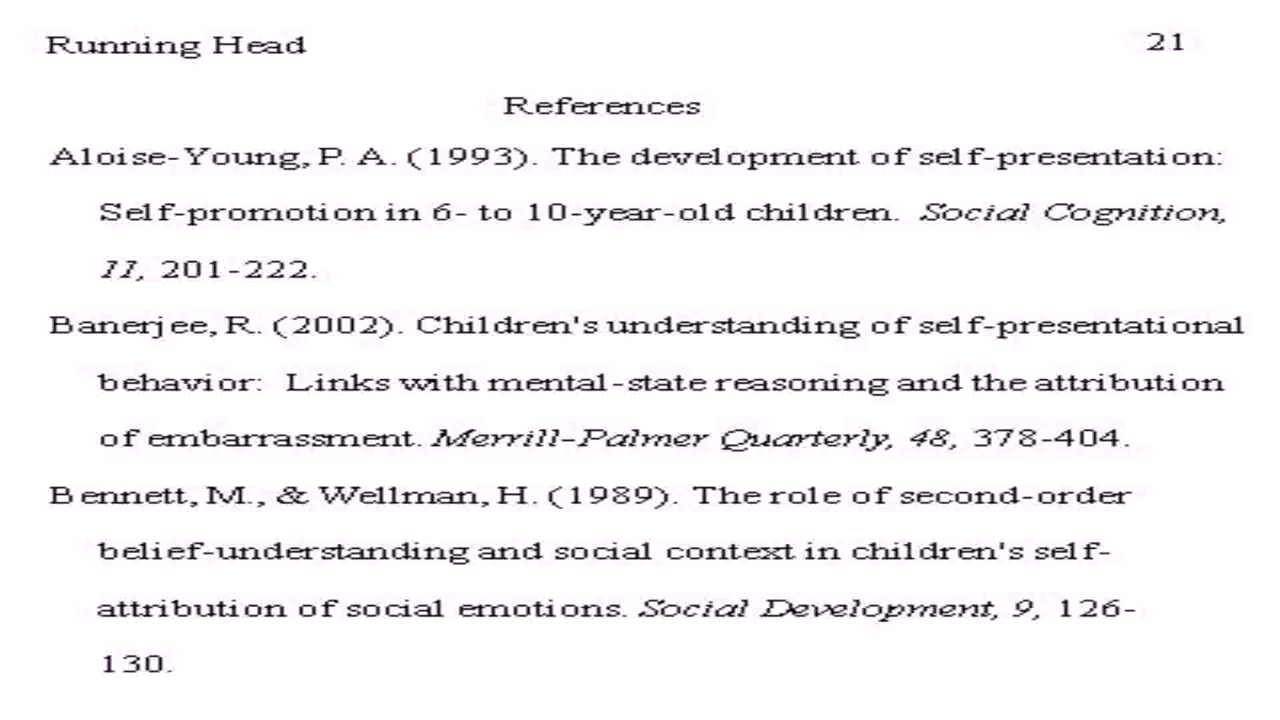 Running Head 21
References
Aloise-Young, P. A. (1993). The development of self-presentation:
Self-promotion in 6- to 10-year-old children. Social Cognition,
11, 201-222.
Banerjee, R. (2002). Children's understanding of self-presentational
behavior: Links with mental-state reasoning and the attribution
of embarrassment. Merrill-Palmer Quarterly, 48, 378-404.
Bennett, M., & Wellman, H. (1989). The role of second-order
belief-understanding and social context in children's self-
attribution of social emotions. Social Development, 9, 126-
130.